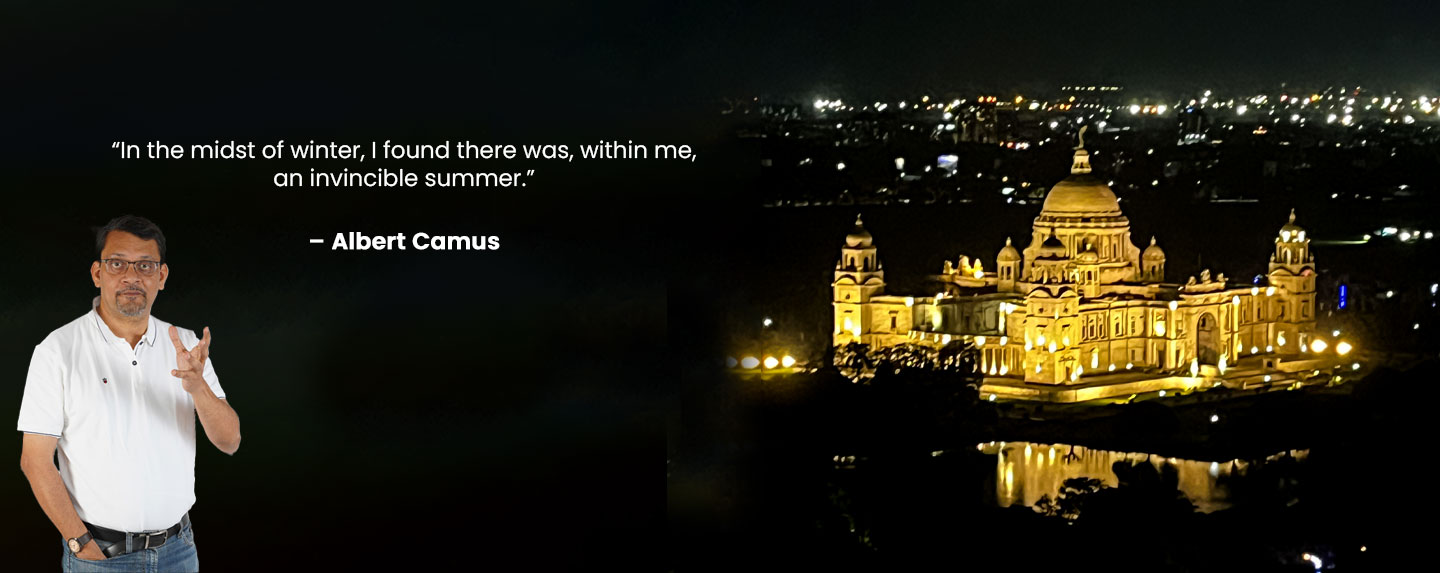 “In the midst of winter, I found there was, within me,
an invincible summer.”
– Albert Camus